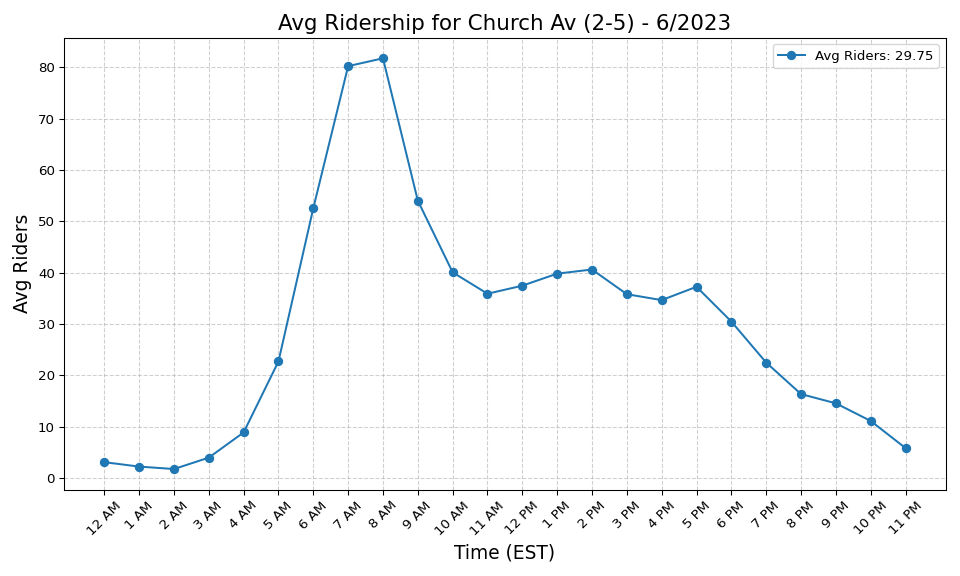 Avg Ridership for Church Av (2-5) - 6/2023
Avg Riders: 29.75
Avg Riders
80
70
60
50
40
30
20
10
0
12 AM
1 AM
2 AM
3 AM
4 AM
5 AM
6 AM
7 AM
8 AM
9 AM
10 AM
11 AM
12 PM
1 PM
2 PM
3 PM
4 PM
5 PM
6 PM
7 PM
8 PM
9 PM
10 PM
11 PM
Time (EST)